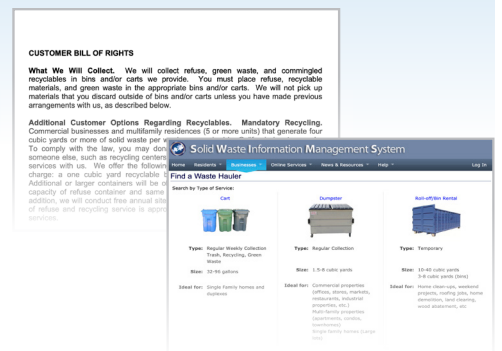 CUSTOMER BILL OF RIGHTS
What We Will Collect. We will collect refuse, green waste, and commingled
recyclables in bins and/or carts we provide. You must place refuse, recyclable
materials, and green waste in the appropriate bins and/or carts. We will not pick up
materials that you discard outside of bins and/or carts unless you have made previous
arrangements with us, as described below.
Additional Customer Options Regarding Recyclables. Mandatory Recycling.
Commercial businesses and multifamily residences (5 or more units) that generate four
cubic yards or more of solid waste per w
To comply with the law, you may don
someone else, such as recycling centers
services with us. We offer the following
charge: a one cubic yard recyclable b
Additional or larger containers will be o
capacity of refuse container and same
addition, we will conduct free annual site
of refuse and recycling service is appro
services.
Solid Waste Information Management System
Home Residents Businesses Online Services News & Resources Help Log In
Find a Waste Hauler
Search by Type of Service:
Cart Dumpster Roll-off/Bin Rental
Type: Regular Weekly Collection Type: Regular Collection Type: Temporary
Trash, Recycling, Green
Waste
Size: 32-96 gallons Size: 1.5-8 cubic yards Size: 10-40 cubic yards
3-8 cubic yards (bins)
Ideal for: Single Family homes and Ideal for: Commercial properties Ideal for: Home clean-ups, weekend
duplexes (offices, stores, markets, projects, roofing jobs, home
restaurants, industrial demolition, land clearing,
properties, etc.) wood abatement, etc
Multi-family properties
(apartments, condos,
townhomes)
Single family homes (large